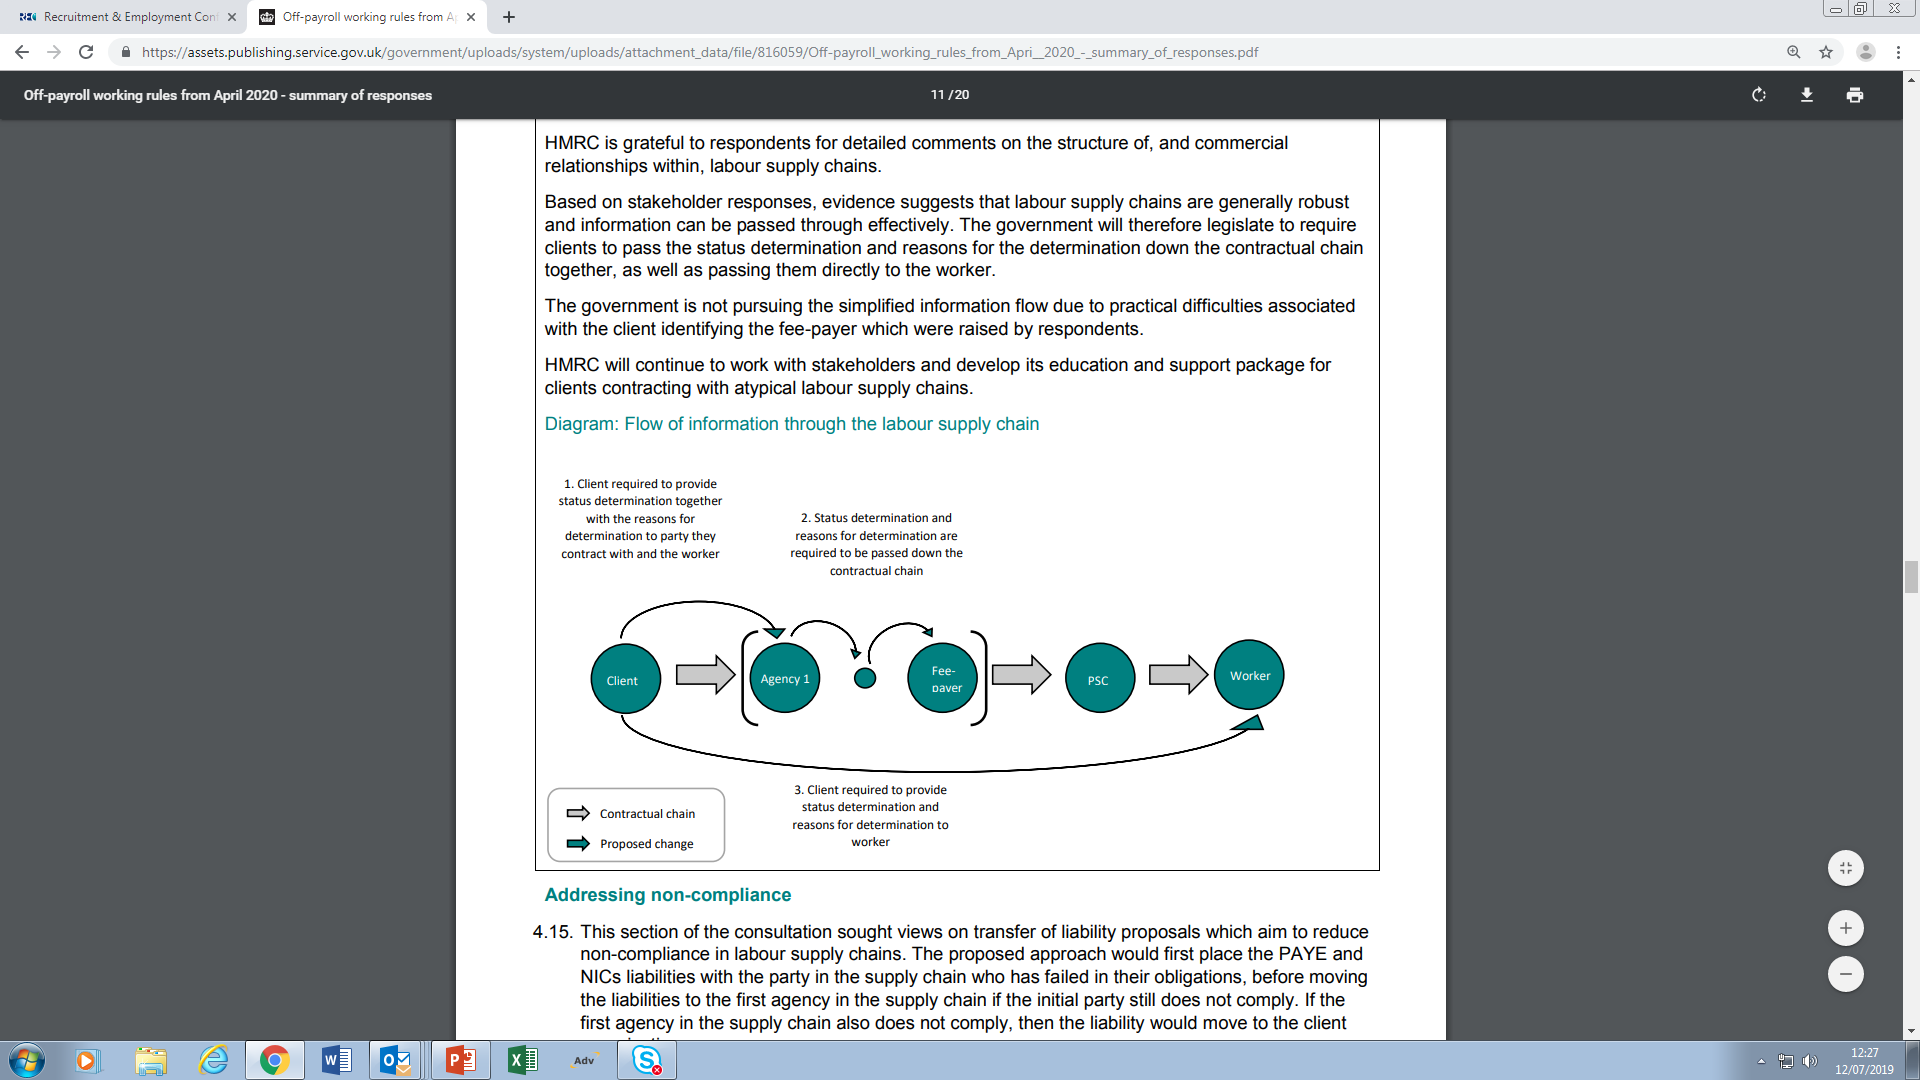 Recruitment & Employment Conf
Off-payroll working rules from Ap
https://assets.publishing.service.gov.uk/government/uploads/system/uploads/attachment_data/file/816059/Off-payroll_working_rules_from_Apri__2020_-_summary_of_responses.pdf
Off-payroll working rules from April 2020 - summary of responses
11 / 20
HMRC is grateful to respondents for detailed comments on the structure of, and commercial
relationships within, labour supply chains.
Based on stakeholder responses, evidence suggests that labour supply chains are generally robust
and information can be passed through effectively. The government will therefore legislate to require
clients to pass the status determination and reasons for the determination down the contractual chain
together, as well as passing them directly to the worker.
The government is not pursuing the simplified information flow due to practical difficulties associated
with the client identifying the fee-payer which were raised by respondents.
HMRC will continue to work with stakeholders and develop its education and support package for
clients contracting with atypical labour supply chains.
Diagram: Flow of information through the labour supply chain
1. Client required to provide
status determination together
with the reasons for
determination to party they
contract with and the worker
2. Status determination and
reasons for determination are
required to be passed down the
contractual chain
Client
Agency 1
Fee-
payer
PSC
Worker
3. Client required to provide
status determination and
reasons for determination to
worker
Contractual chain
Proposed change
Addressing non-compliance
4.15. This section of the consultation sought views on transfer of liability proposals which aim to reduce
non-compliance in labour supply chains. The proposed approach would first place the PAYE and
NICs liabilities with the party in the supply chain who has failed in their obligations, before moving
the liabilities to the first agency in the supply chain if the initial party still does not comply. If the
first agency in the supply chain also does not comply, then the liability would move to the client
Adv
12:27
12/07/2019